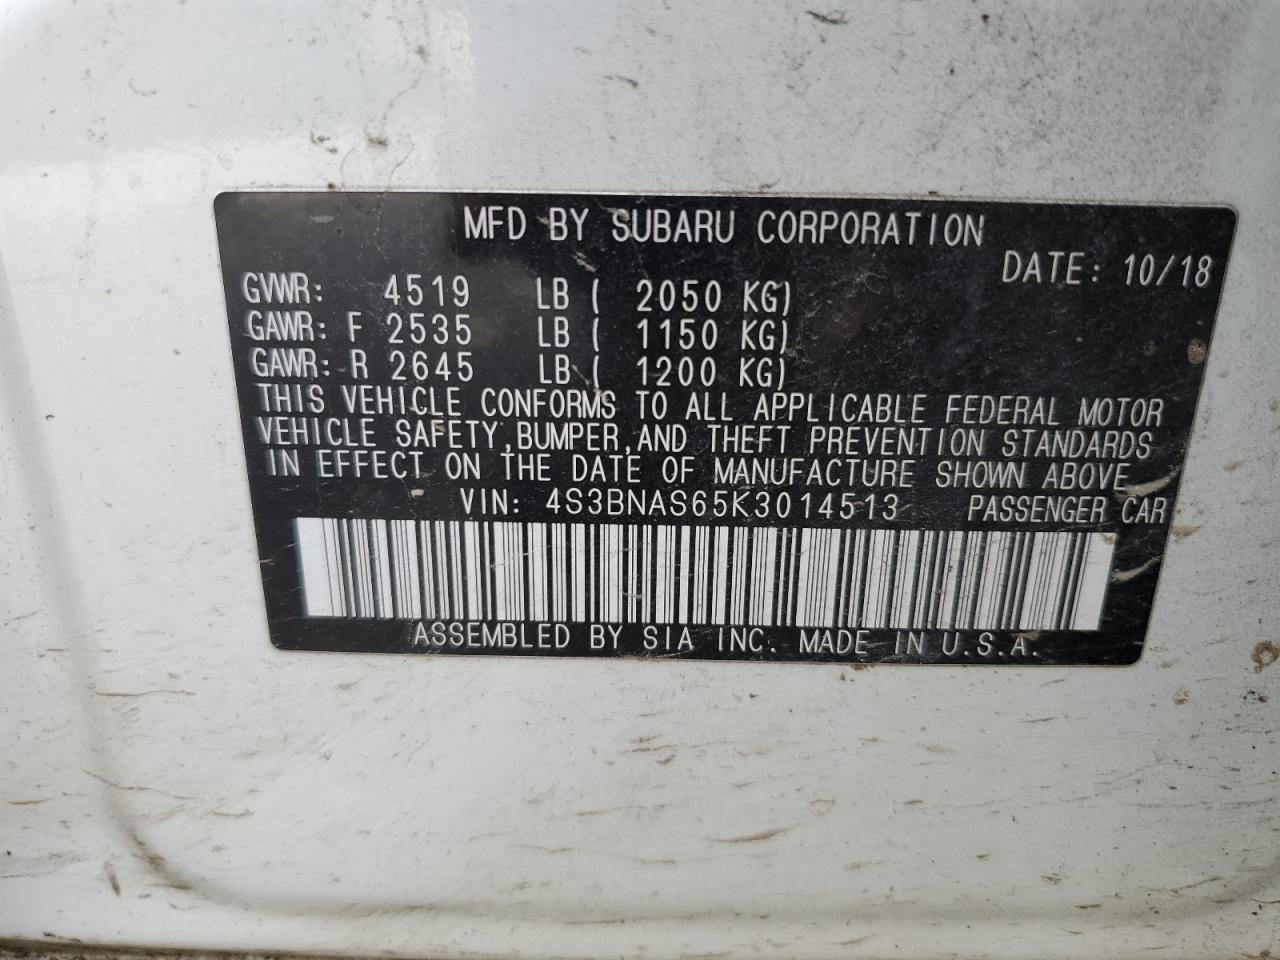 MFD BY SUBARU CORPORATION
DATE: 10/18
GVWR: 4519 LB ( 2050 KG)
GAWR: F 2535 LB ( 1150 KG)
GAWR: R 2645 LB ( 1200 KG)
THIS VEHICLE CONFORMS TO ALL APPLICABLE FEDERAL MOTOR
VEHICLE SAFETY,BUMPER,AND THEFT PREVENTION STANDARDS
IN EFFECT ON THE DATE OF MANUFACTURE SHOWN ABOVE
VIN: 4S3BNAS65K3014513 PASSENGER CAR
ASSEMBLED BY SIA INC. MADE IN U.S.A.